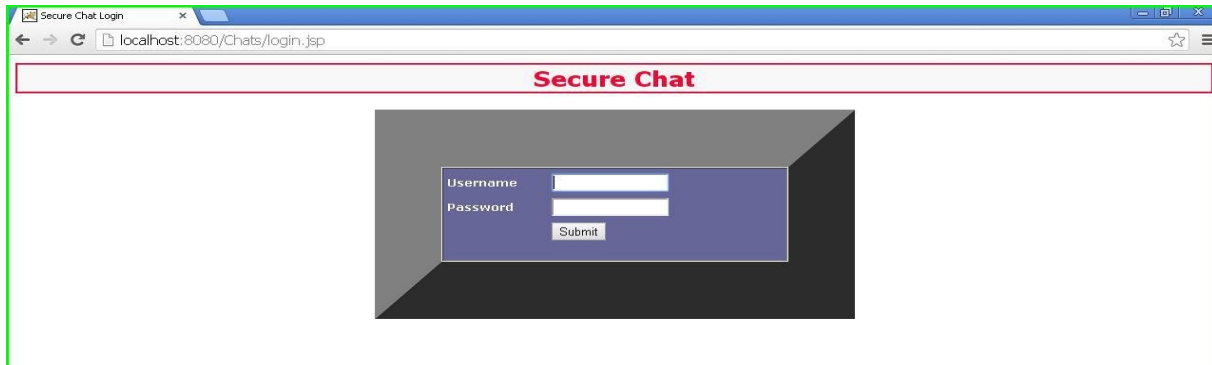 Secure Chat Login
localhost:8080/Chats/login.jsp
Secure Chat
Username
Password
Submit